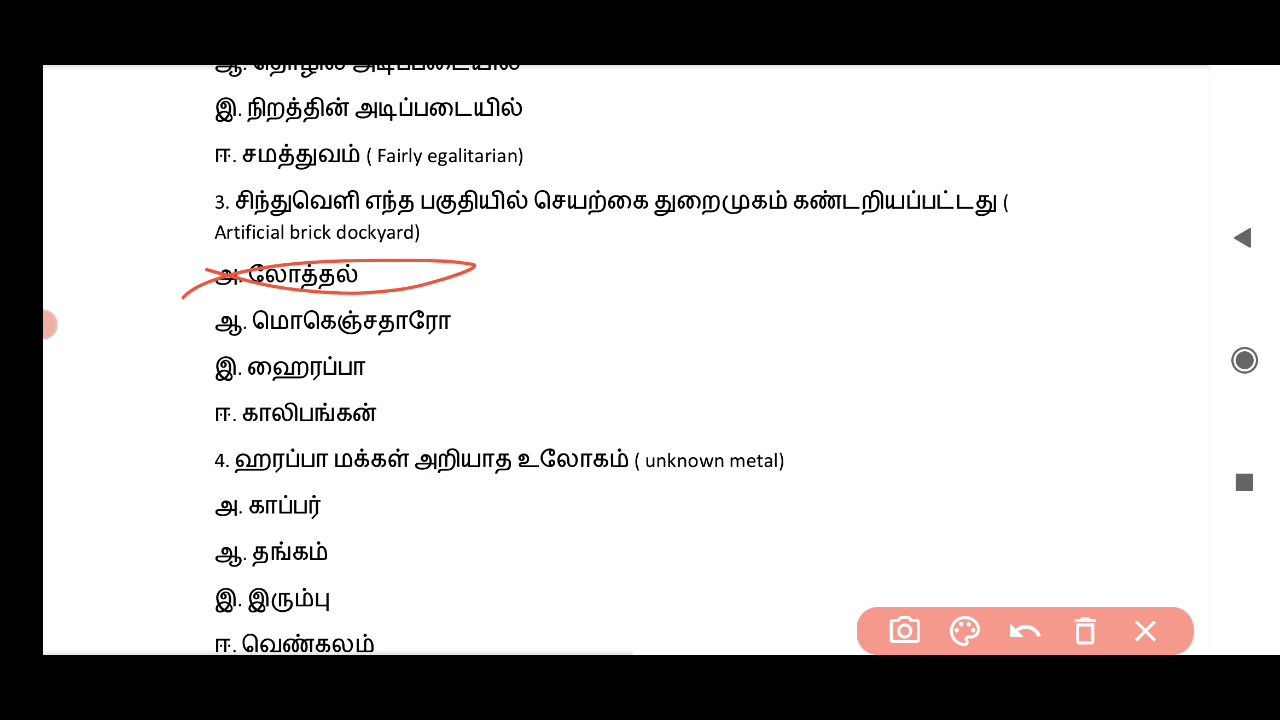 ஆ. தொழில் அடிப்படையில்
இ. நிறத்தின் அடிப்படையில்
ஈ. சமத்துவம் ( Fairly egalitarian)
3. சிந்துவெளி எந்த பகுதியில் செயற்கை துறைமுகம் கண்டறியப்பட்டது (
Artificial brick dockyard)
அ. லோத்தல்
ஆ. மொகெஞ்சதாரோ
இ. ஹைரப்பா
ஈ. காலிபங்கன்
4. ஹரப்பா மக்கள் அறியாத உலோகம் ( unknown metal)
அ. காப்பர்
ஆ. தங்கம்
இ. இரும்பு
ஈ. வெண்கலம்